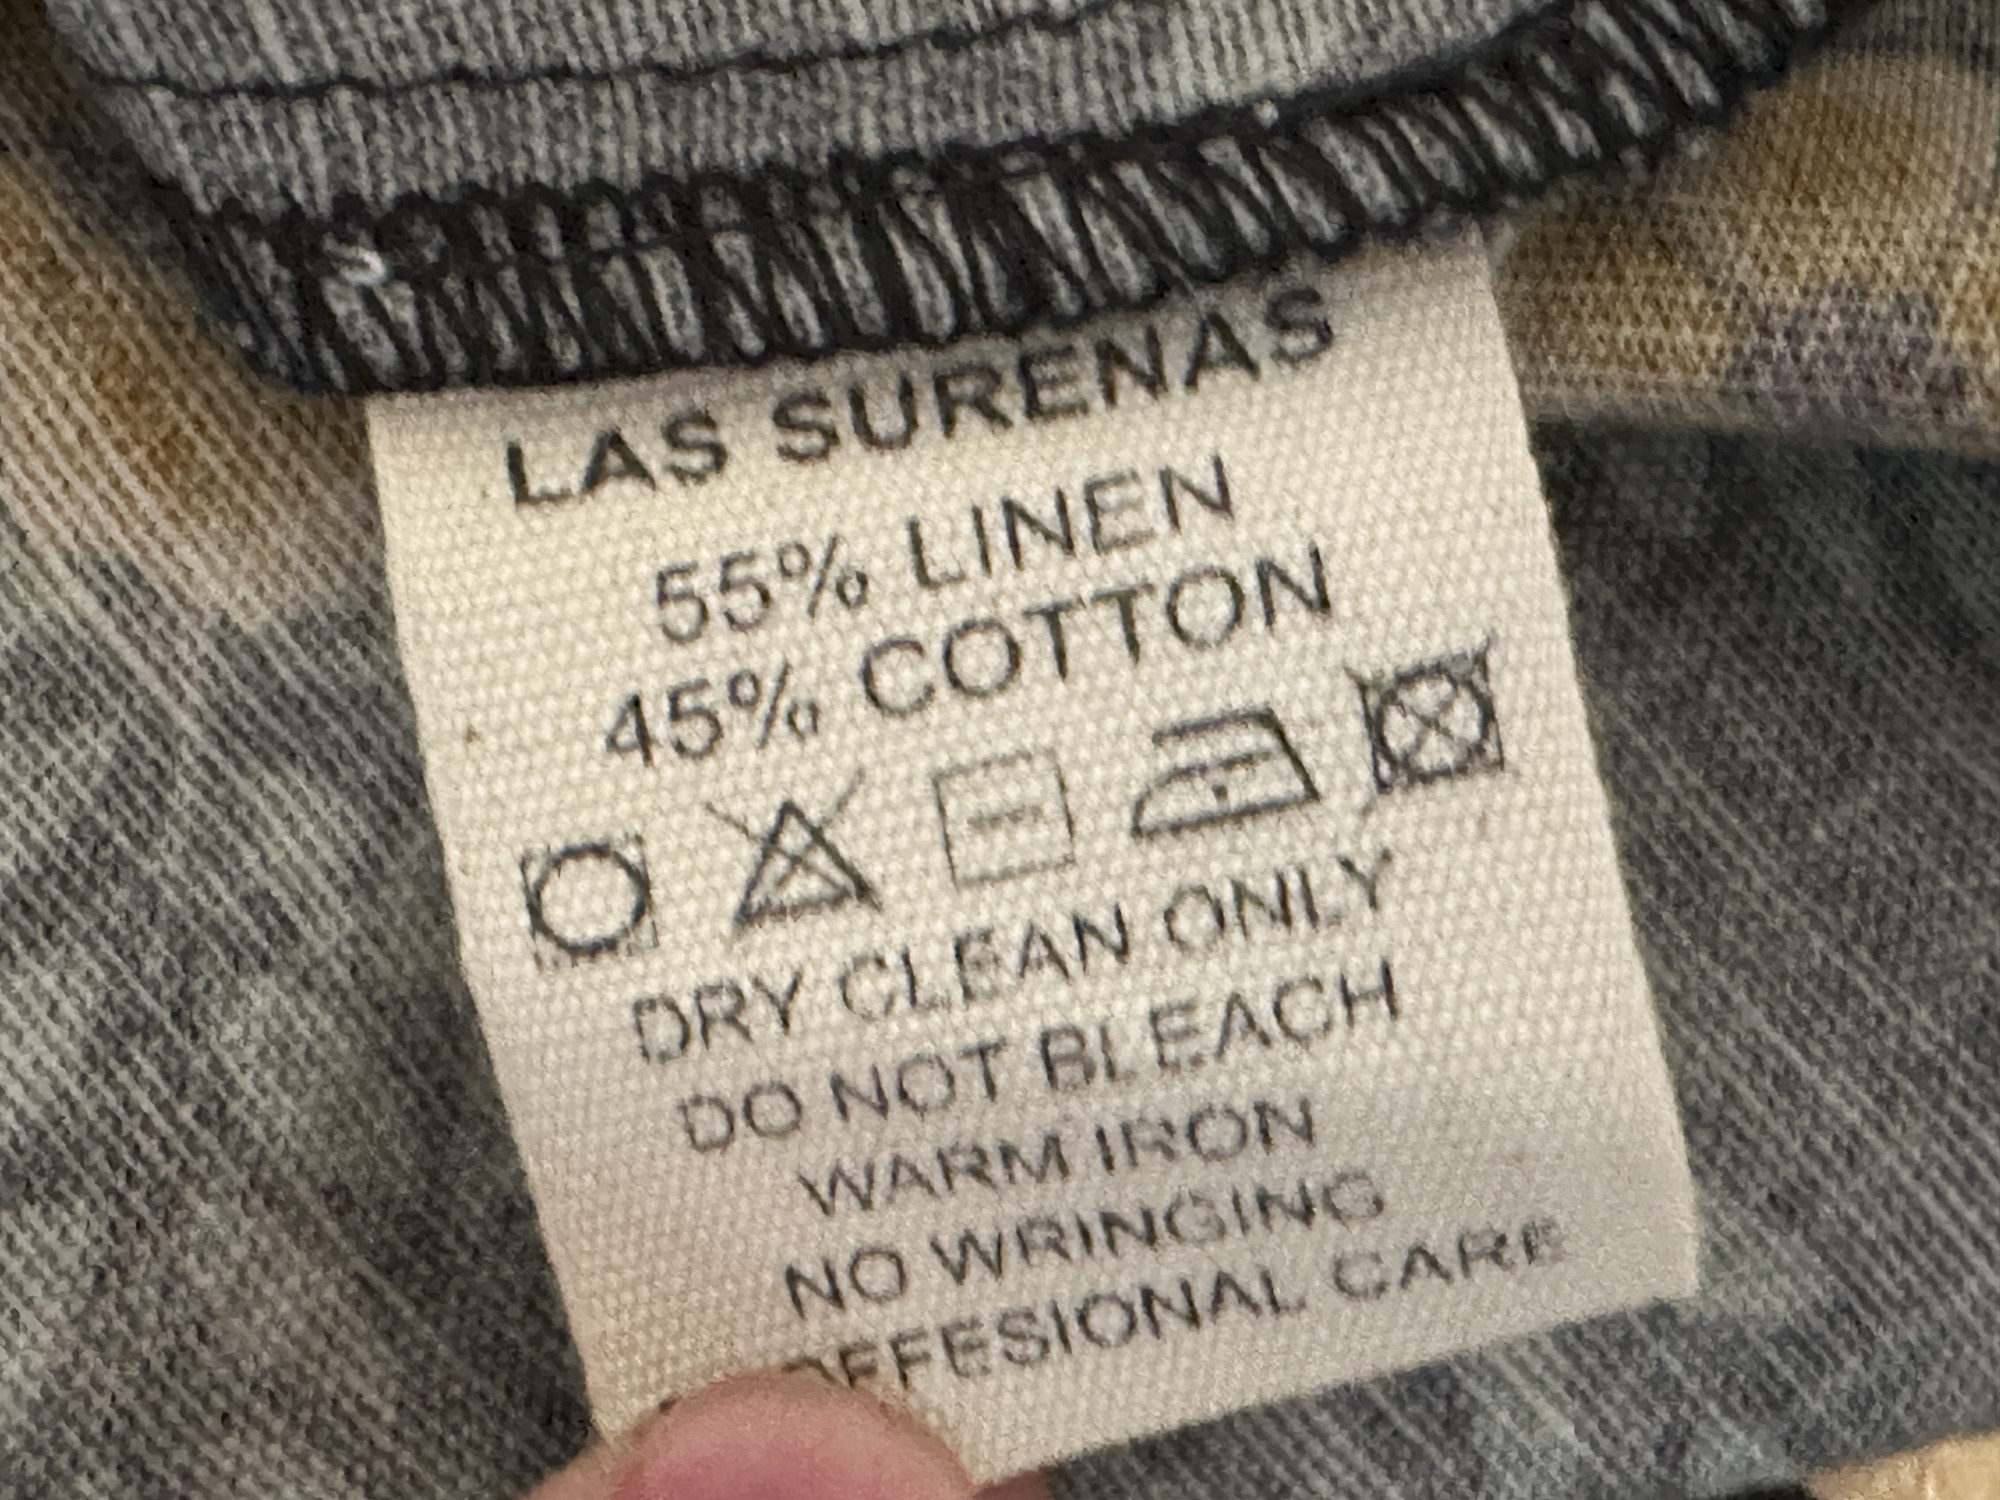 LAS SURENAS
55% LINEN
45% COTTON
DRY CLEAN ONLY
DO NOT BLEACH
WARM IRON
NO WRINGING
CARE